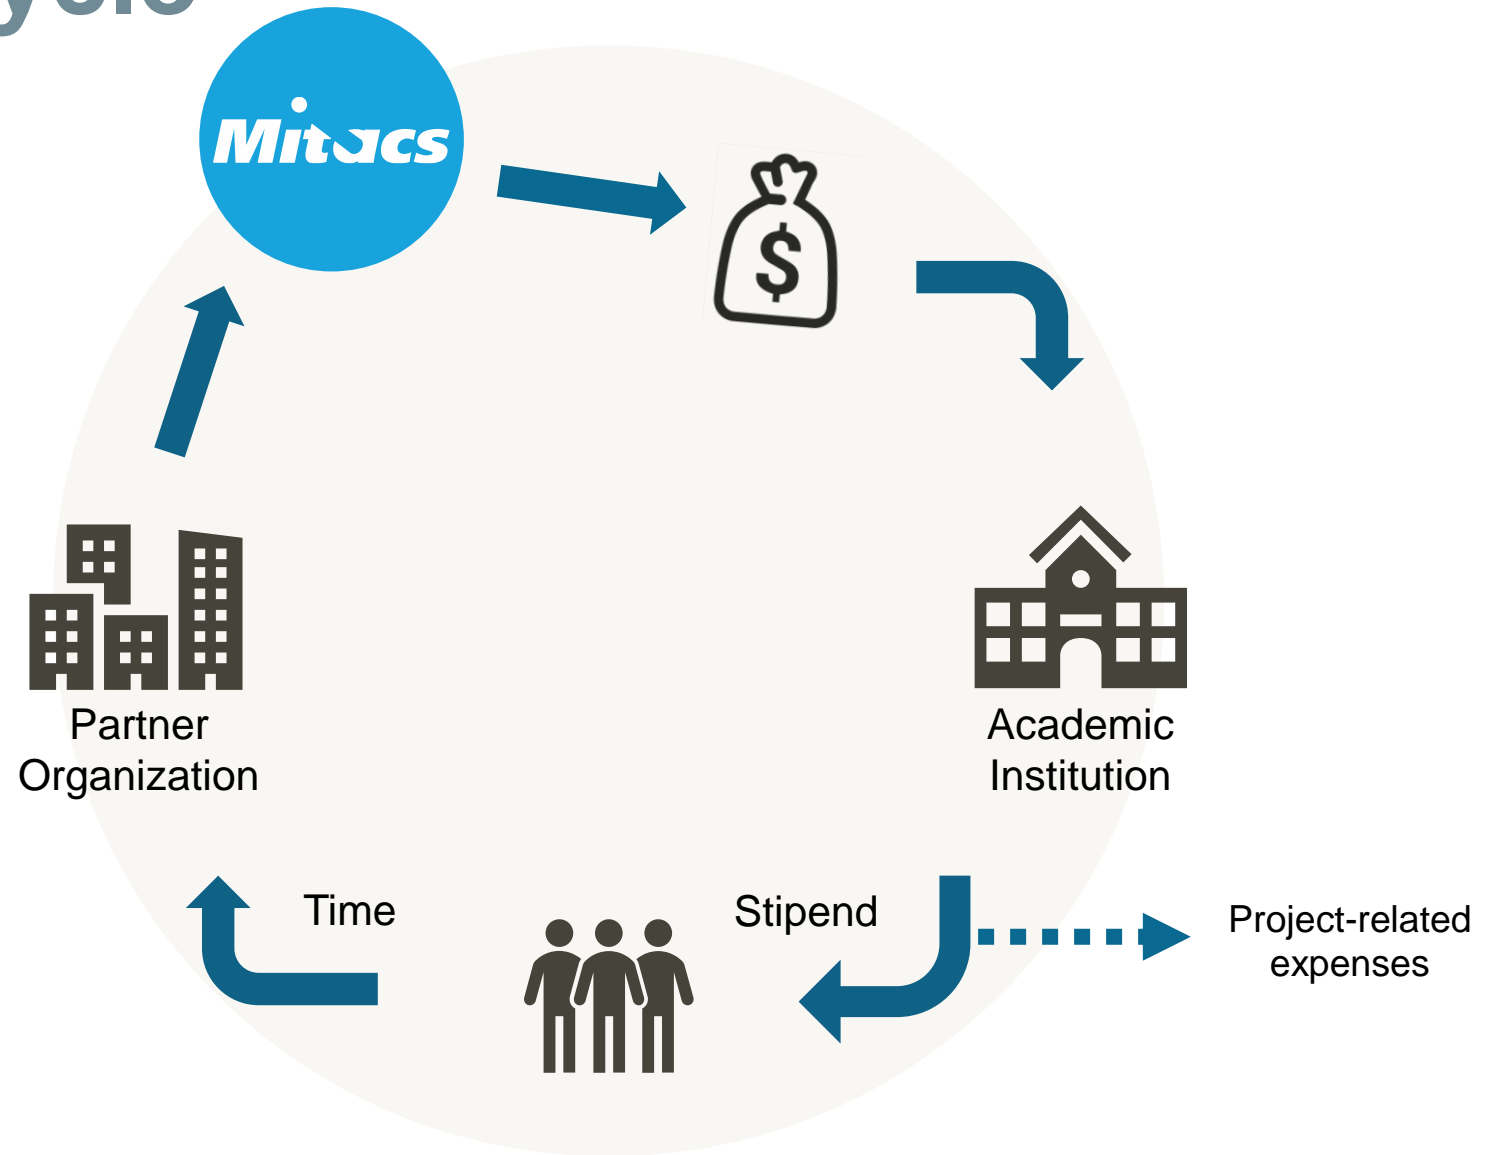 Mitacs
$
Partner
Organization
Academic
Institution
Time
Stipend
Project-related
expenses